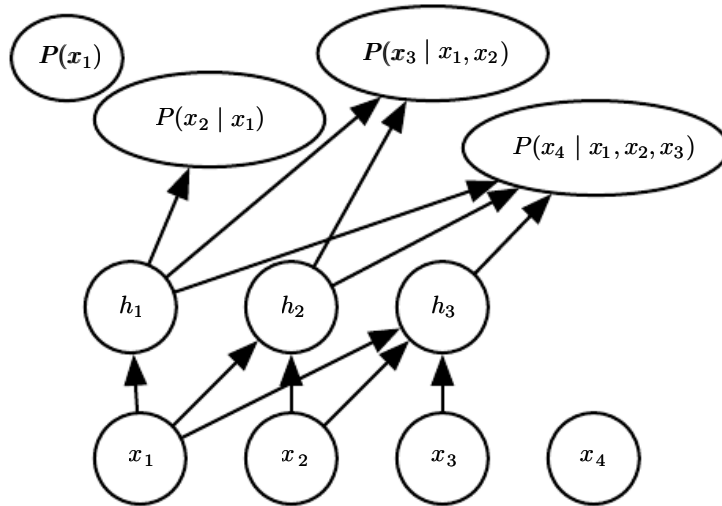 P(x₁)
P(x₃ | x₁, x₂)
P(x₂ | x₁)
P(x₄ | x₁, x₂, x₃)
h₁
h₂
h₃
x₁
x₂
x₃
x₄